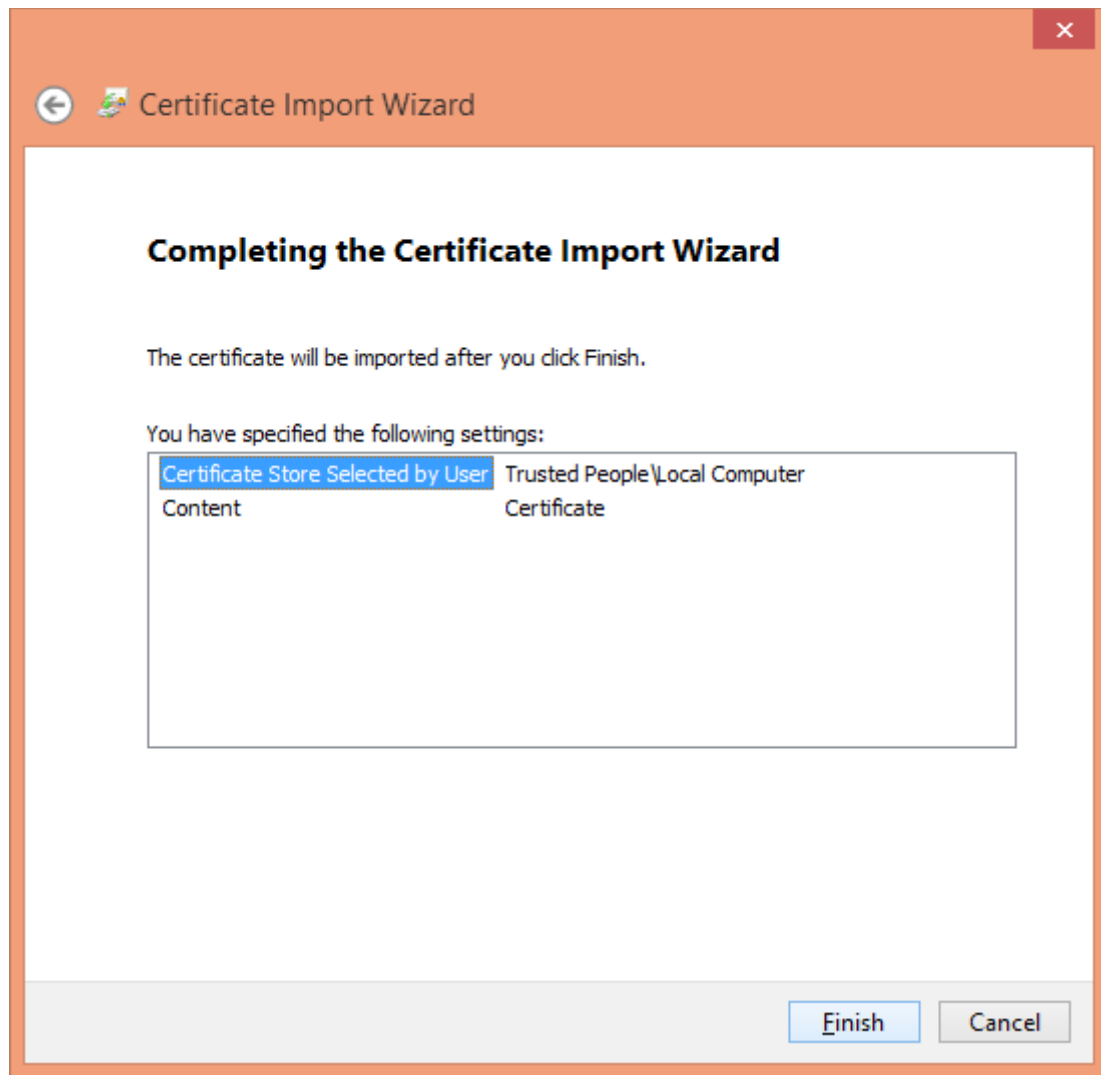 Certificate Import Wizard
Completing the Certificate Import Wizard
The certificate will be imported after you click Finish.
You have specified the following settings:
Certificate Store Selected by User Trusted People\Local Computer
Content Certificate
Finish Cancel